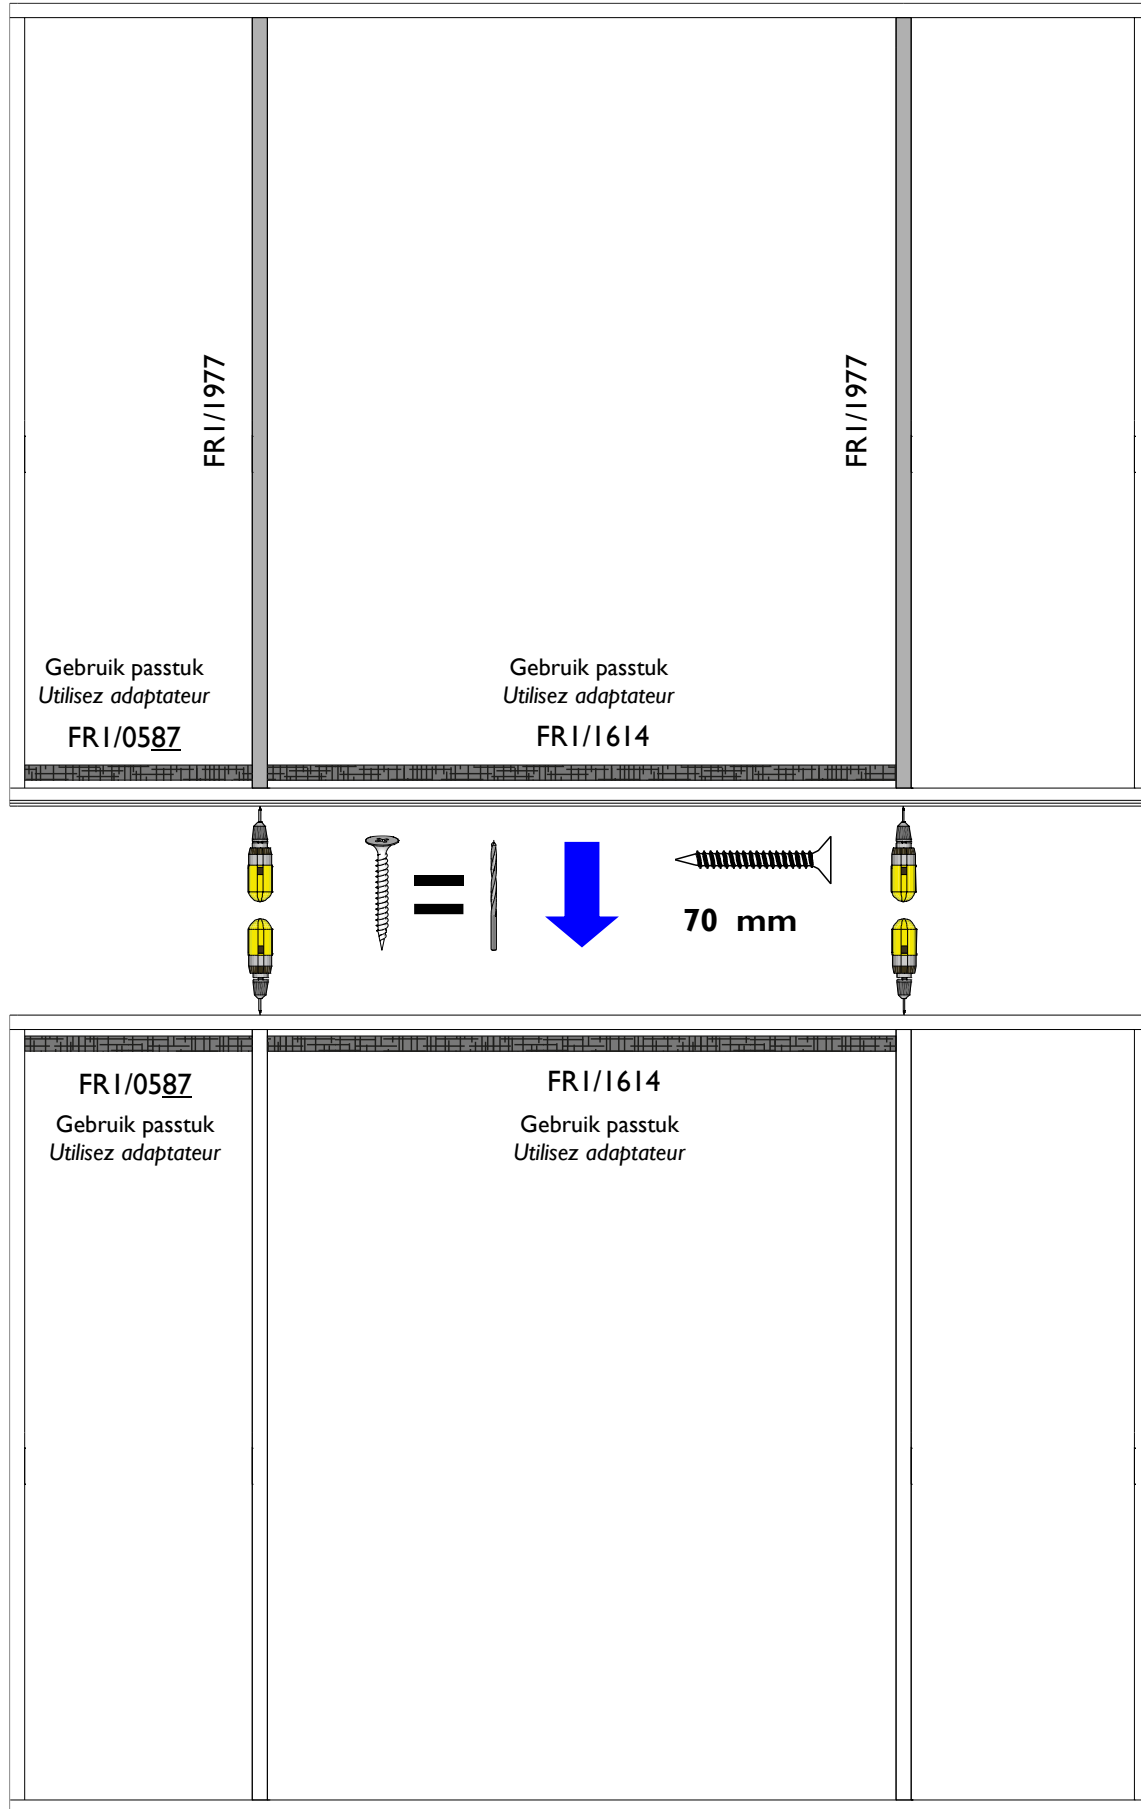 FR1/1977
FR1/1977
Gebruik passtuk
Utilisez adaptateur
FR1/0587
Gebruik passtuk
Utilisez adaptateur
FR1/1614
70 mm
FR1/0587
Gebruik passtuk
Utilisez adaptateur
FR1/1614
Gebruik passtuk
Utilisez adaptateur